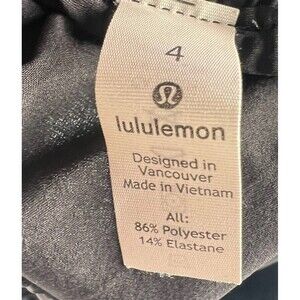 4
lululemon
Designed in
Vancouver
Made in Vietnam
All:
86% Polyester
14% Elastane